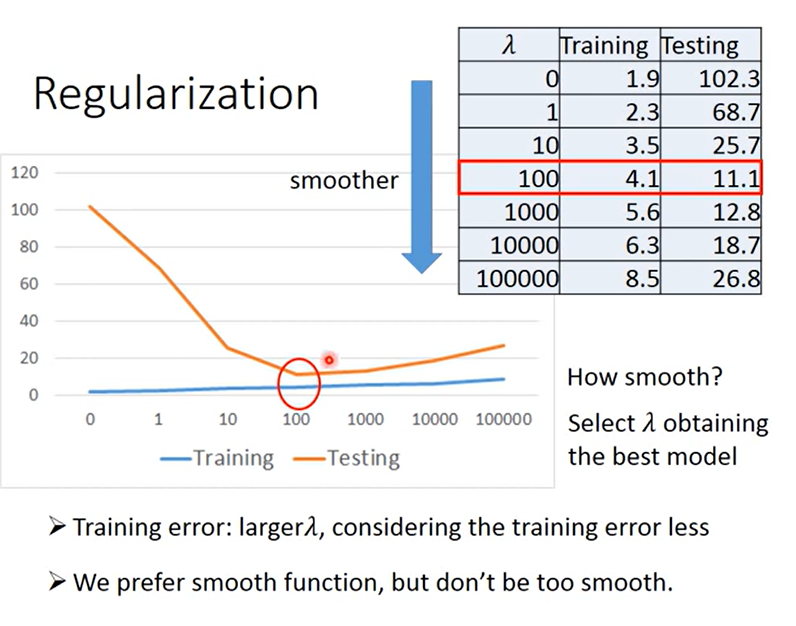 Regularization
smoother
λ Training Testing
0 1.9 102.3
1 2.3 68.7
10 3.5 25.7
100 4.1 11.1
1000 5.6 12.8
10000 6.3 18.7
100000 8.5 26.8
120
100
80
60
40
20
0
0 1 10 100 1000 10000 100000
Training Testing
How smooth?
Select λ obtaining
the best model
➢ Training error: largerλ, considering the training error less
➢ We prefer smooth function, but don’t be too smooth.